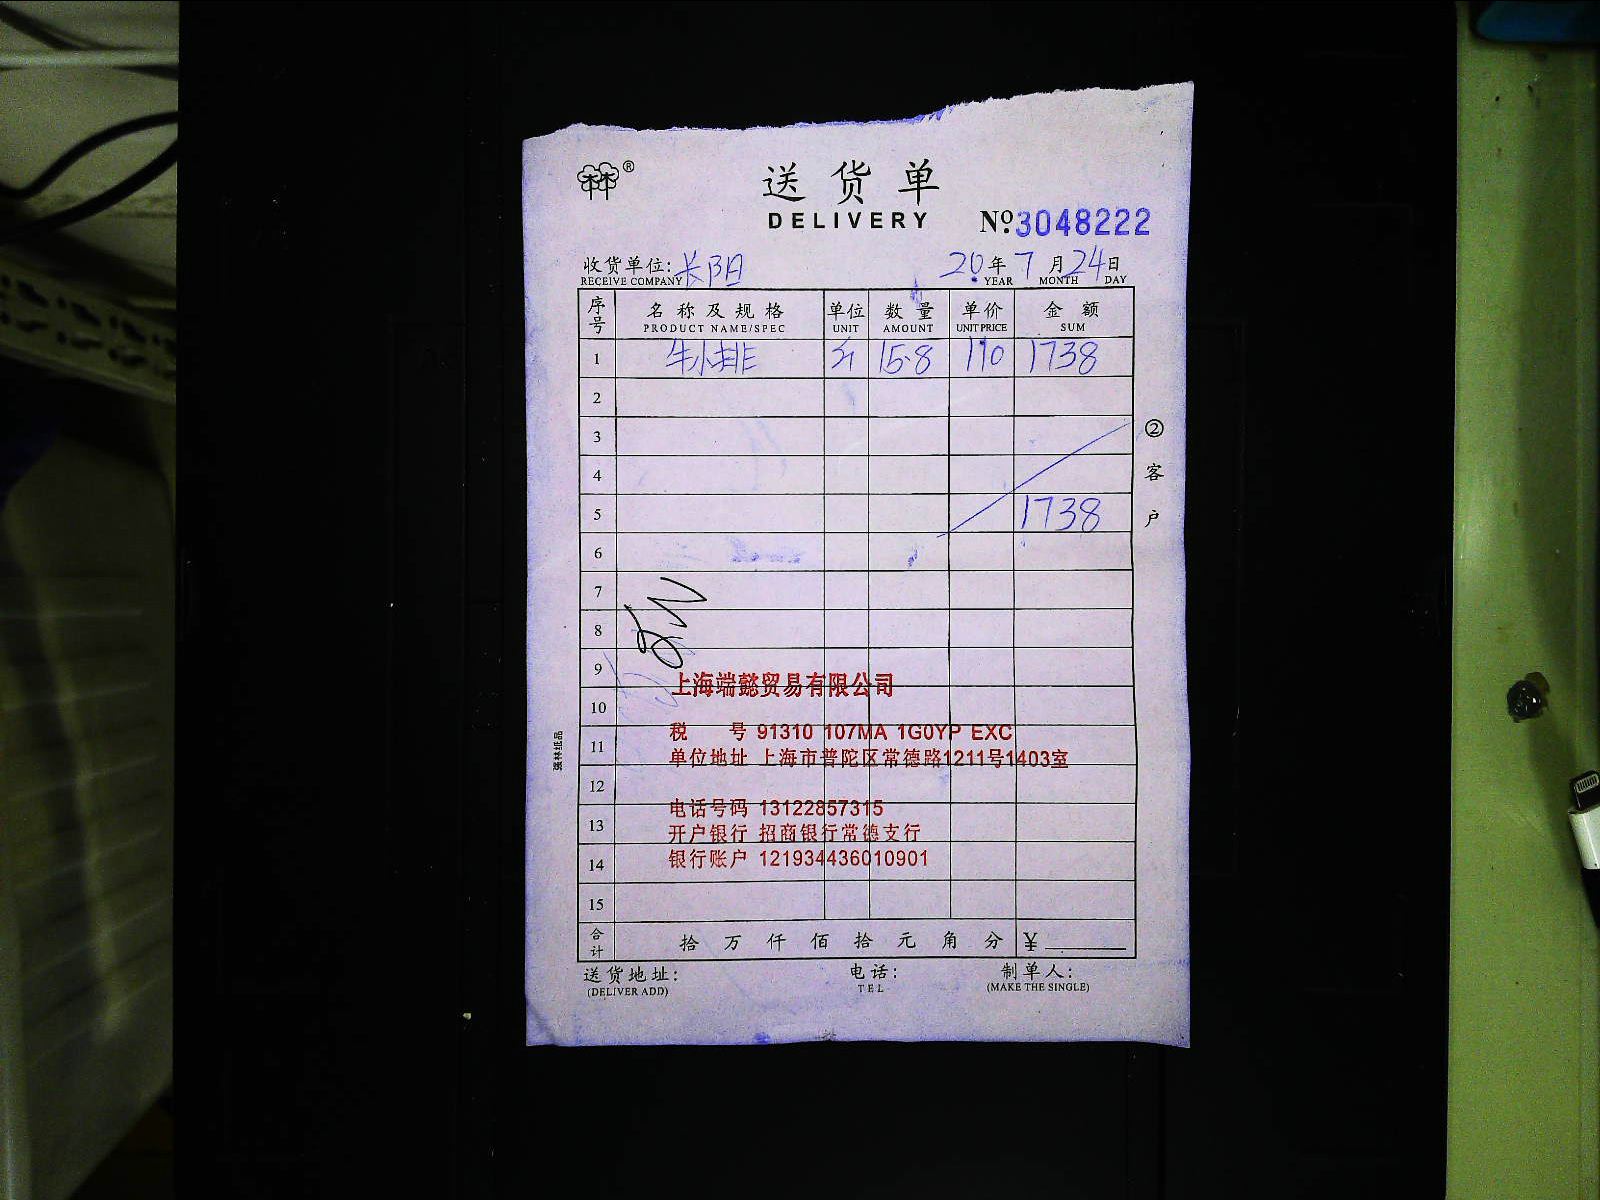 ®
送货单
DELIVERY
№3048222
收货单位: 长阳 20年7月24日
RECEIVE COMPANY YEAR MONTH DAY
序号 名称及规格 单位 数量 单价 金额
PRODUCT NAME/SPEC UNIT AMOUNT UNIT PRICE SUM
1 牛小排 斤 15.8 110 1738
2
3
4
5 1738
6
7
8
9
10
11
12
13
14
15
上海端懿贸易有限公司
税 号 91310 107MA 1G0YP EXC
单位地址 上海市普陀区常德路1211号1403室
电话号码 13122857315
开户银行 招商银行常德支行
银行账户 121934436010901
合计 拾 万 仟 佰 拾 元 角 分 ¥
送货地址: 电话: 制单人:
(DELIVER ADD) TEL (MAKE THE SINGLE)
②客户
强林纸品